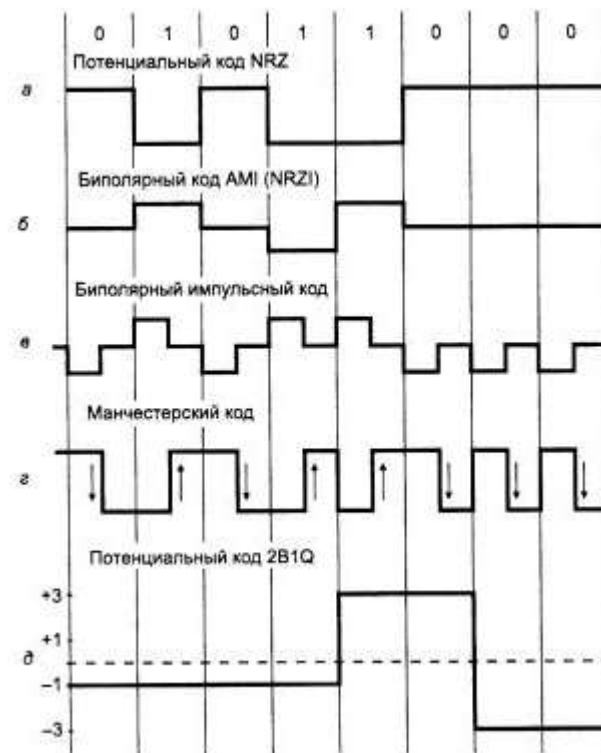 0 1 0 1 1 0 0 0
Потенциальный код NRZ
а
Биполярный код AMI (NRZI)
б
Биполярный импульсный код
в
Манчестерский код
г
Потенциальный код 2B1Q
+3
+1
д
−1
−3